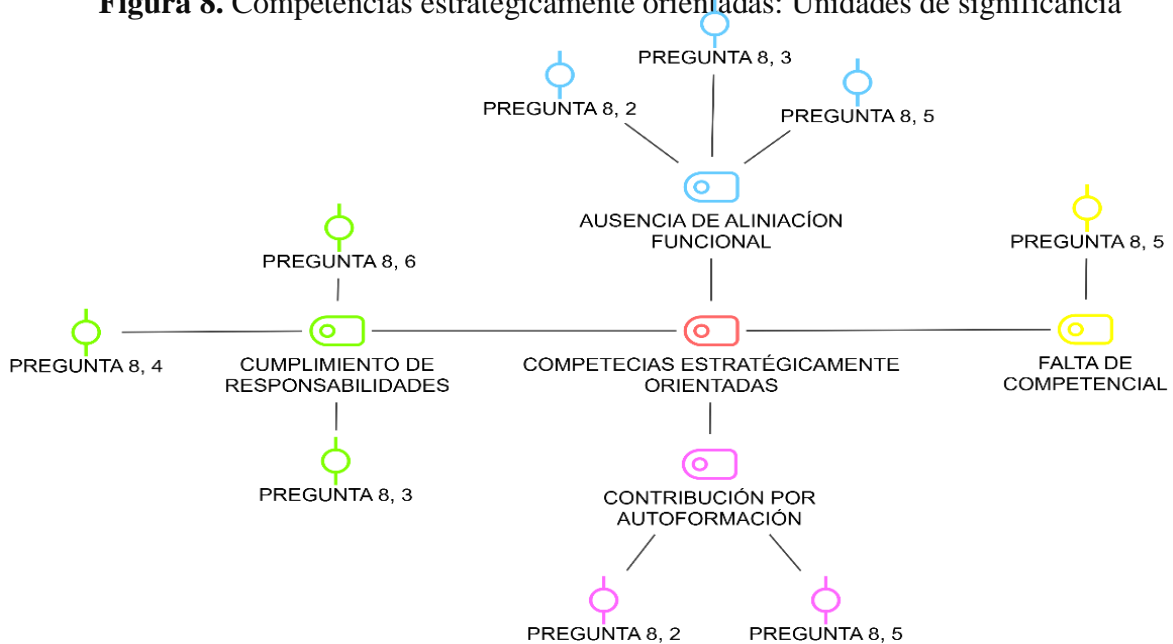 Figura 8. Competencias estratégicamente orientadas: Unidades de significancia
PREGUNTA 8, 3
PREGUNTA 8, 2
PREGUNTA 8, 5
AUSENCIA DE ALINIACÍON
FUNCIONAL
PREGUNTA 8, 5
PREGUNTA 8, 6
PREGUNTA 8, 4
CUMPLIMIENTO DE
RESPONSABILIDADES
COMPETECIAS ESTRATÉGICAMENTE
ORIENTADAS
FALTA DE
COMPETENCIAL
PREGUNTA 8, 3
CONTRIBUCIÓN POR
AUTOFORMACIÓN
PREGUNTA 8, 2
PREGUNTA 8, 5